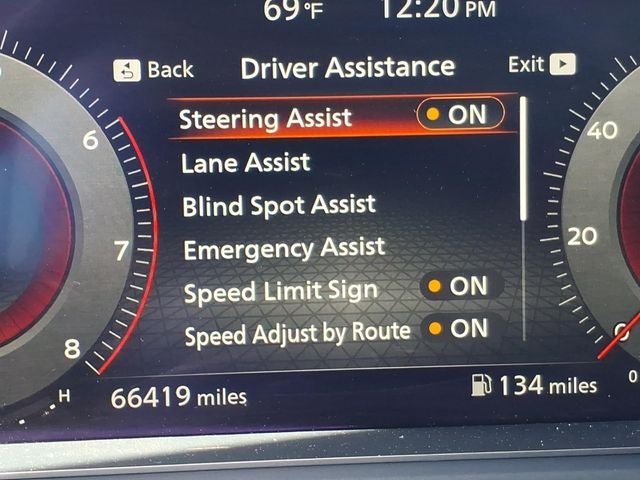 69°F 12:20 PM
Back Driver Assistance Exit
Steering Assist ON
Lane Assist
Blind Spot Assist
Emergency Assist
Speed Limit Sign ON
Speed Adjust by Route ON
6
7
8
H
40
20
0
0
66419 miles 134 miles